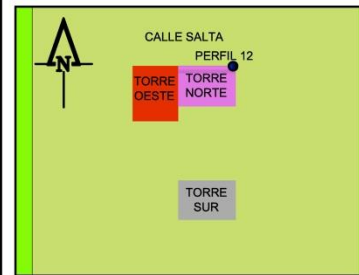 CALLE SALTA
PERFIL 12
N
TORRE
OESTE
TORRE
NORTE
TORRE
SUR